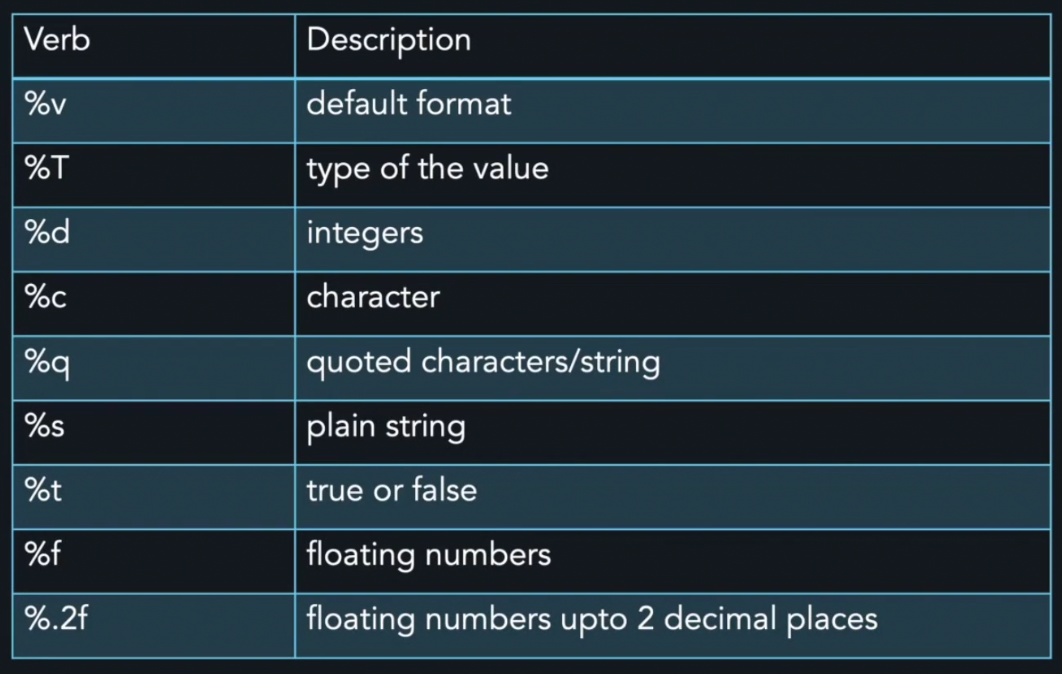 Verb Description
%v default format
%T type of the value
%d integers
%c character
%q quoted characters/string
%s plain string
%t true or false
%f floating numbers
%.2f floating numbers upto 2 decimal places